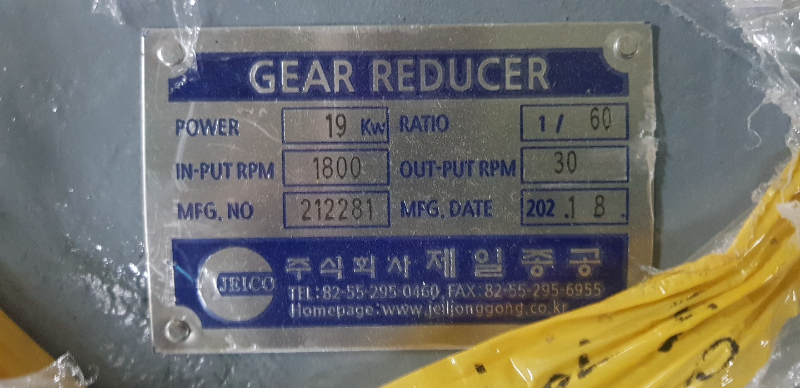 GEAR REDUCER
POWER 19 Kw RATIO 1 / 60
IN-PUT RPM 1800 OUT-PUT RPM 30
MFG. NO 212281 MFG. DATE 202 .1 8 .
JEICO 주식회사 제일종공
TEL:82-55-295-0460, FAX:82-55-295-6955
Homepage:www.jeiljonggong.co.kr